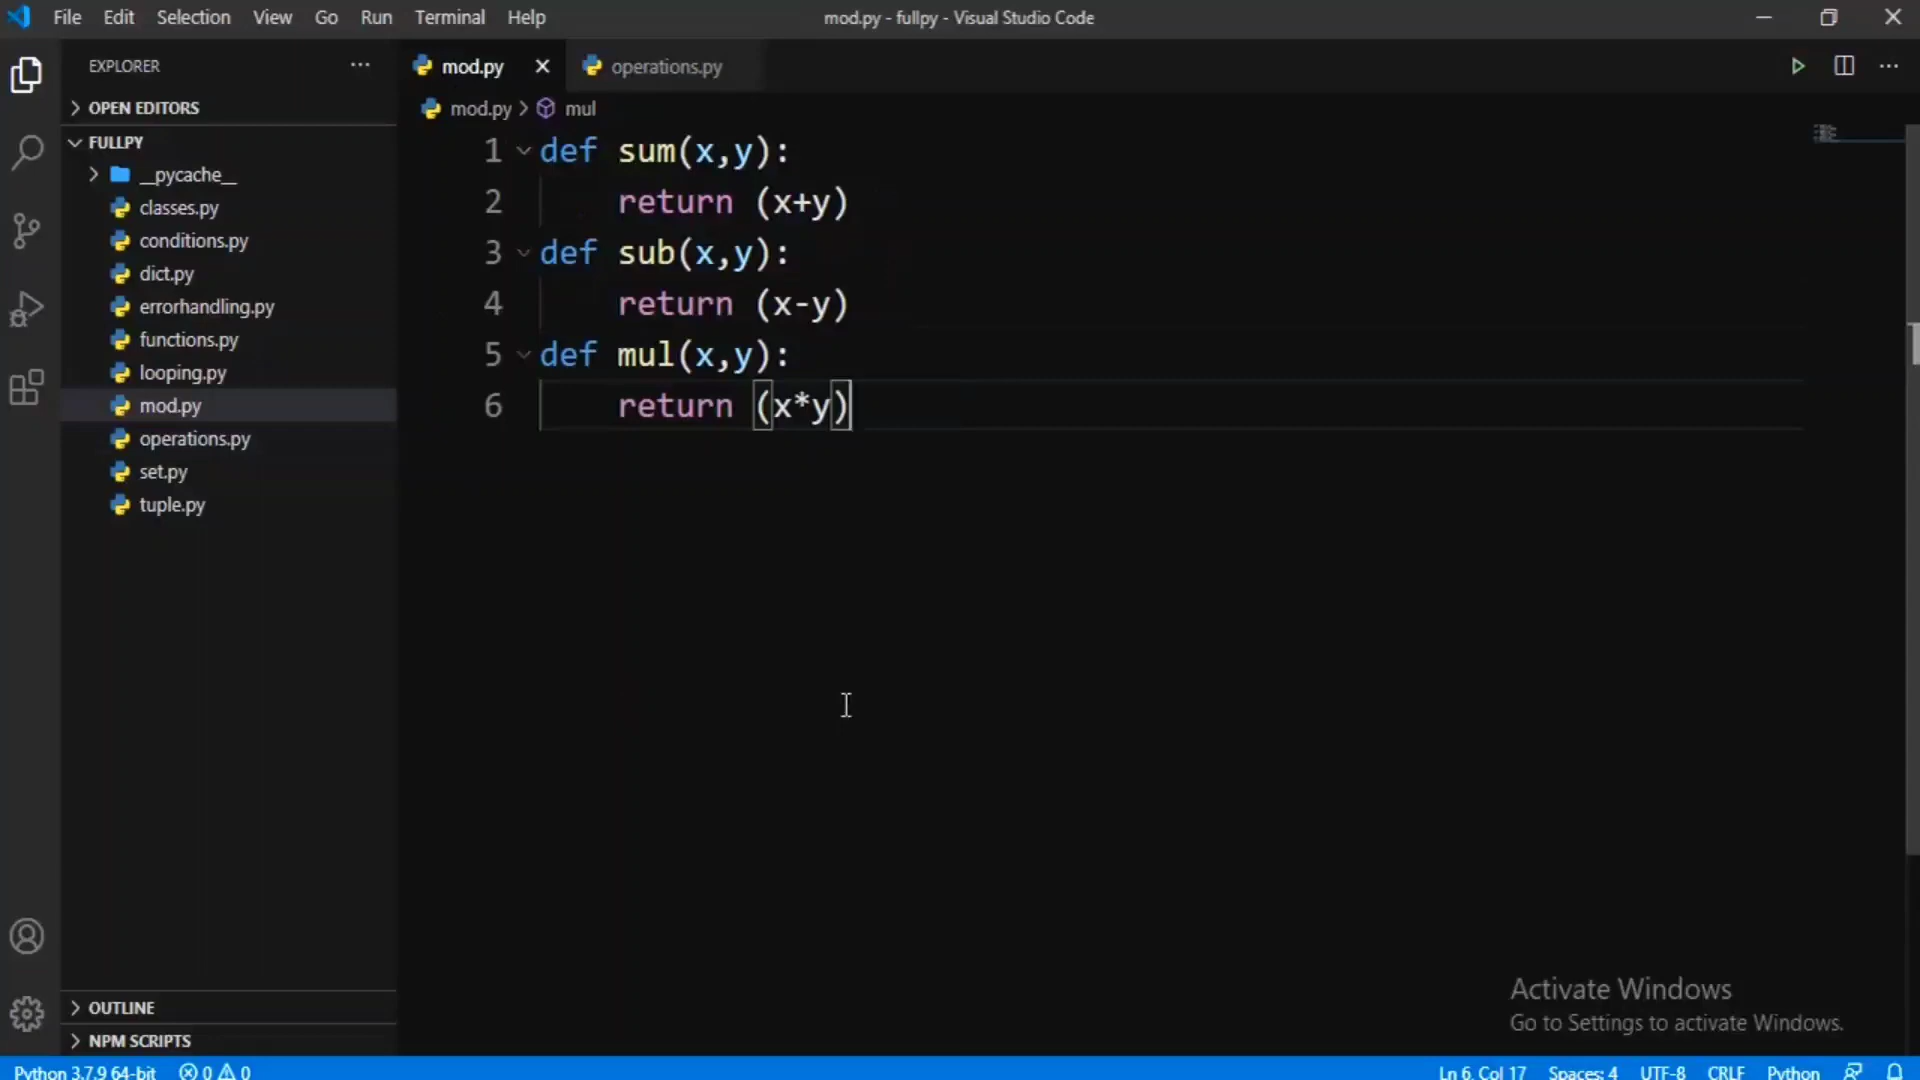 File Edit Selection View Go Run Terminal Help
mod.py - fullpy - Visual Studio Code
EXPLORER
OPEN EDITORS
FULLPY
__pycache__
classes.py
conditions.py
dict.py
errorhandling.py
functions.py
looping.py
mod.py
operations.py
set.py
tuple.py
OUTLINE
NPM SCRIPTS
mod.py operations.py
mod.py > mul
1 def sum(x,y):
2 return (x+y)
3 def sub(x,y):
4 return (x-y)
5 def mul(x,y):
6 return (x*y)
Activate Windows
Go to Settings to activate Windows.
Python 3.7.9 64-bit 0 0 Ln 6, Col 17 Spaces: 4 UTF-8 CRLF Python